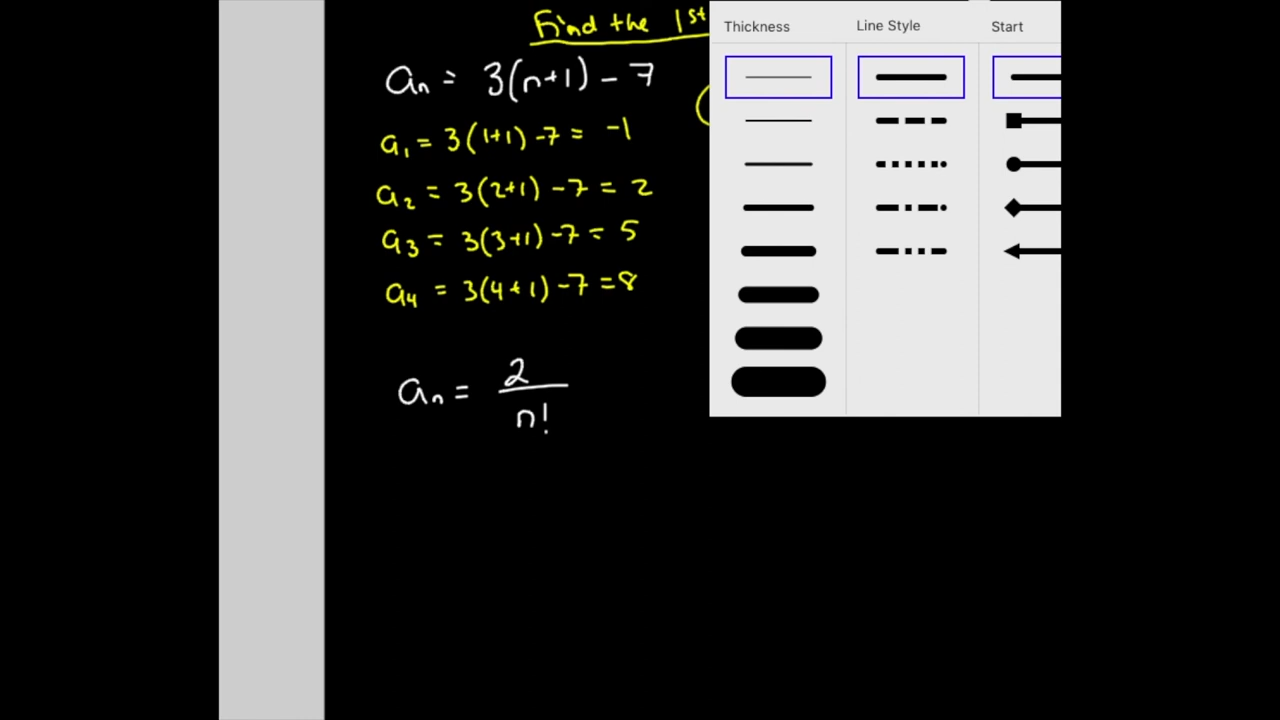 Find the 1st
aₙ = 3(n+1) - 7
a₁ = 3(1+1) -7 = -1
a₂ = 3(2+1) -7 = 2
a₃ = 3(3+1) -7 = 5
a₄ = 3(4+1) -7 =8
aₙ = 2/n!
Thickness Line Style Start